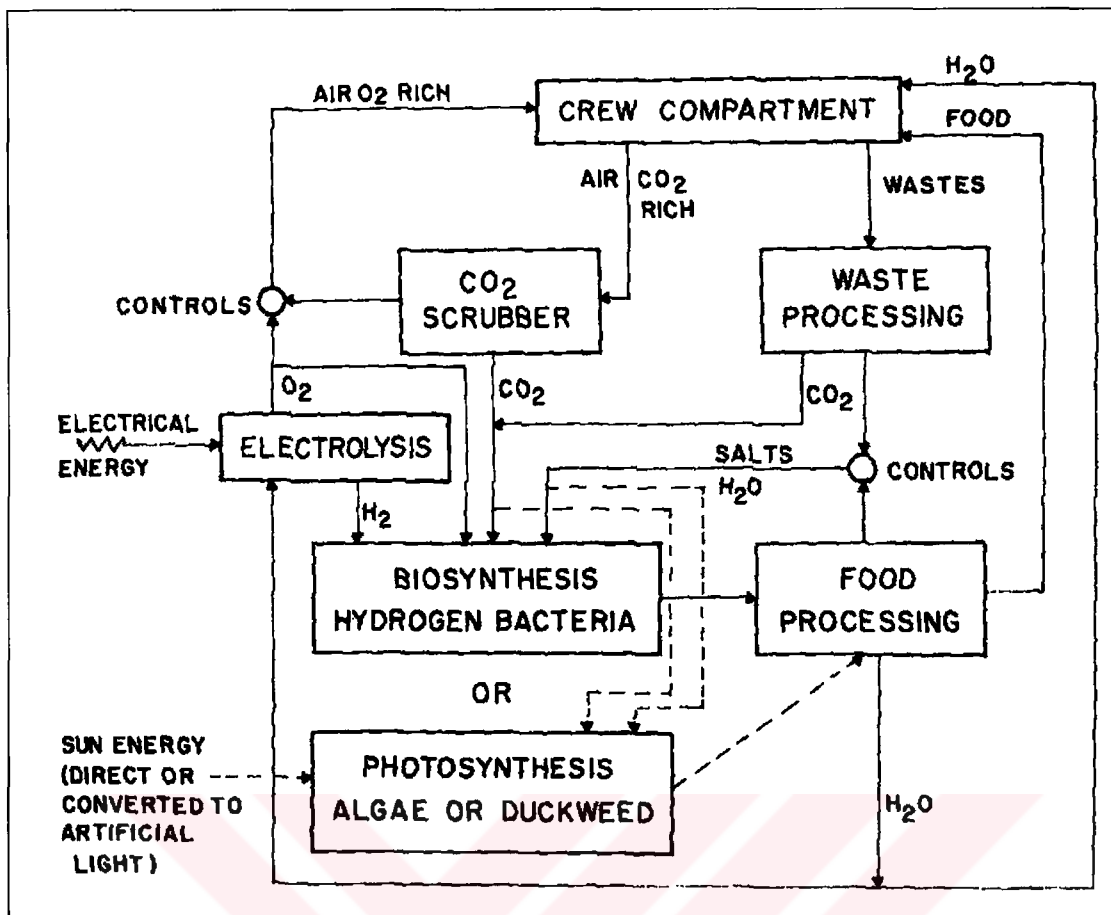 H₂O
AIR O₂ RICH
CREW COMPARTMENT
FOOD
AIR CO₂
RICH
WASTES
CO₂
SCRUBBER
WASTE
PROCESSING
CONTROLS
O₂
CO₂
CO₂
ELECTRICAL
ENERGY
ELECTROLYSIS
SALTS
H₂O
CONTROLS
H₂
BIOSYNTHESIS
HYDROGEN BACTERIA
FOOD
PROCESSING
OR
SUN ENERGY
(DIRECT OR
CONVERTED TO
ARTIFICIAL
LIGHT)
PHOTOSYNTHESIS
ALGAE OR DUCKWEED
H₂O